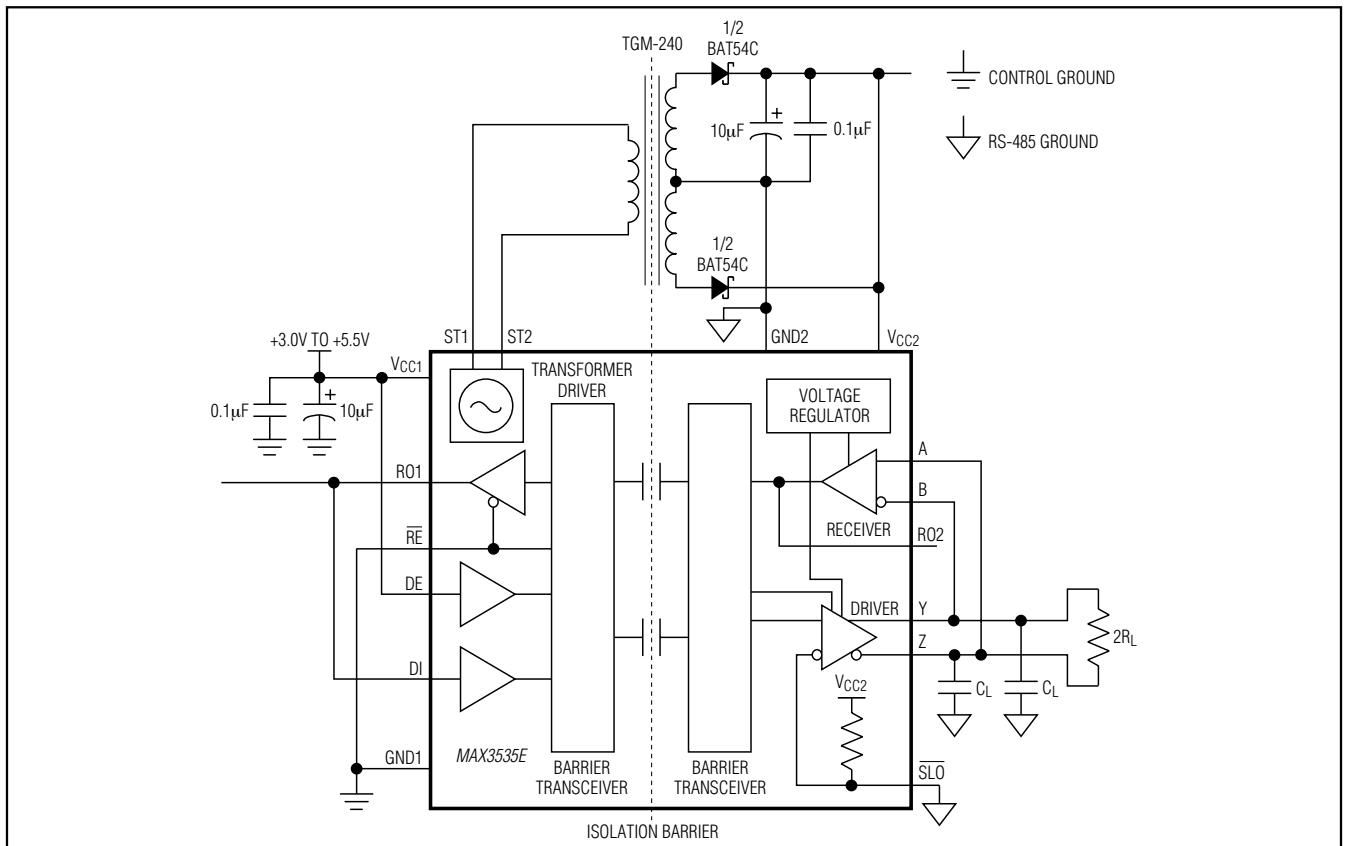 1/2
BAT54C
TGM-240
CONTROL GROUND
10µF
+
0.1µF
RS-485 GROUND
1/2
BAT54C
ST1
ST2
GND2
VCC2
+3.0V TO +5.5V
VCC1
TRANSFORMER
DRIVER
VOLTAGE
REGULATOR
0.1µF
+
10µF
A
RO1
B
RECEIVER
RO2
RE
DE
DRIVER
Y
Z
2RL
DI
VCC2
CL
CL
GND1
MAX3535E
BARRIER
TRANSCEIVER
BARRIER
TRANSCEIVER
SLO
ISOLATION BARRIER